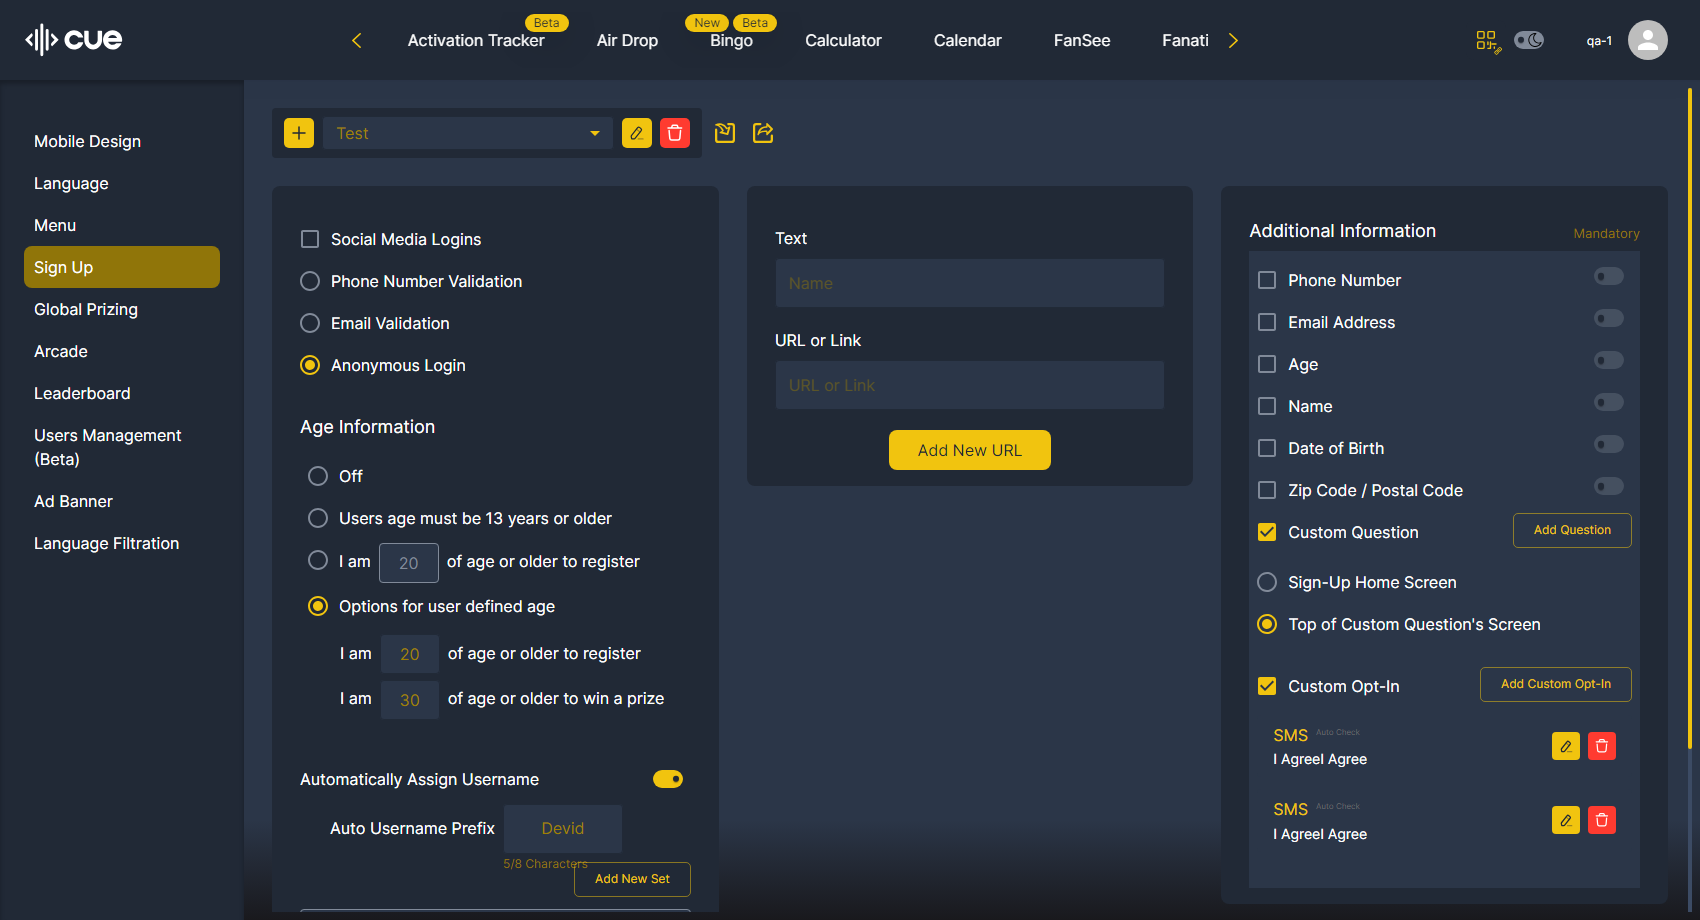 cue
Beta
New
Beta
Activation Tracker
Air Drop
Bingo
Calculator
Calendar
FanSee
Fanati
qa-1
Mobile Design
Language
Menu
Sign Up
Global Prizing
Arcade
Leaderboard
Users Management
(Beta)
Ad Banner
Language Filtration
Test
Social Media Logins
Phone Number Validation
Email Validation
Anonymous Login
Age Information
Off
Users age must be 13 years or older
I am 20 of age or older to register
Options for user defined age
I am 20 of age or older to register
I am 30 of age or older to win a prize
Automatically Assign Username
Auto Username Prefix Devid
5/8 Characters
Add New Set
Text
Name
URL or Link
URL or Link
Add New URL
Additional Information
Mandatory
Phone Number
Email Address
Age
Name
Date of Birth
Zip Code / Postal Code
Custom Question
Add Question
Sign-Up Home Screen
Top of Custom Question's Screen
Custom Opt-In
Add Custom Opt-In
SMS Auto Check
I AgreeI Agree
SMS Auto Check
I AgreeI Agree